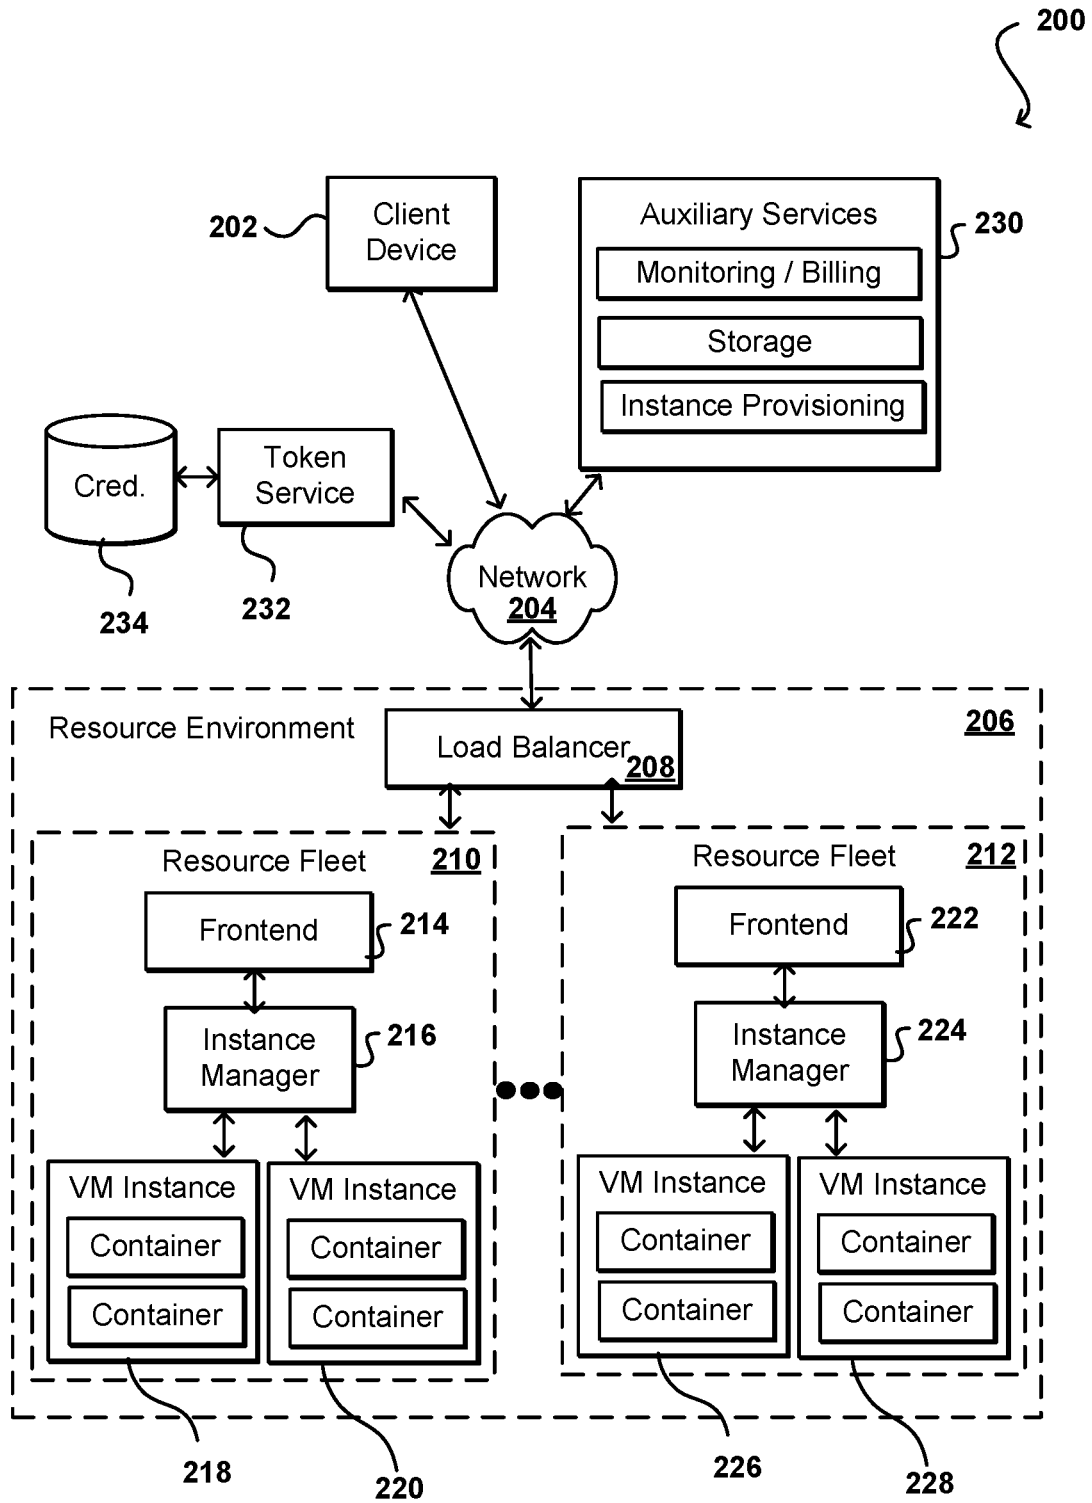 200
Client
Device
202
Auxiliary Services
230
Monitoring / Billing
Storage
Instance Provisioning
Cred.
234
Token
Service
232
Network
204
Resource Environment
206
Load Balancer
208
Resource Fleet
210
Frontend
214
Instance
Manager
216
VM Instance
Container
Container
218
VM Instance
Container
Container
220
Resource Fleet
212
Frontend
222
Instance
Manager
224
VM Instance
Container
Container
226
VM Instance
Container
Container
228